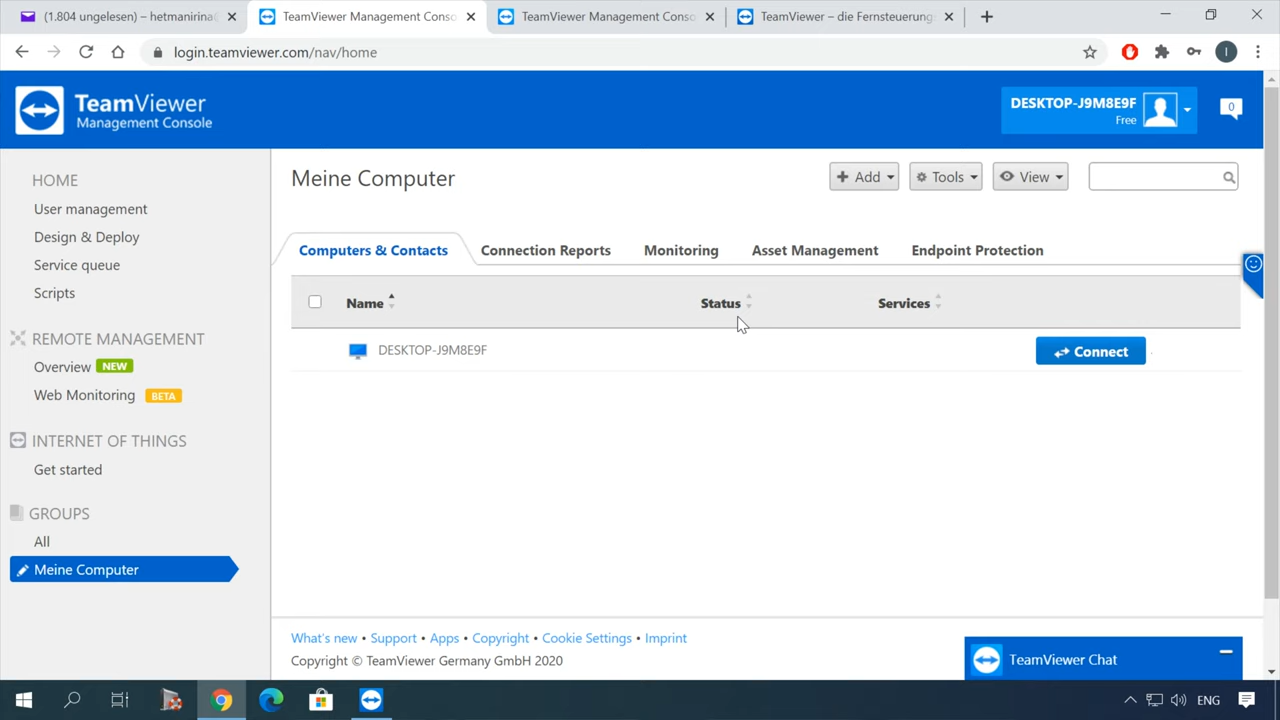 (1.804 ungelesen) – hetmanirina
TeamViewer Management Conso
TeamViewer Management Conso
TeamViewer – die Fernsteuerung
login.teamviewer.com/nav/home
I
TeamViewer
Management Console
DESKTOP-J9M8E9F
Free
0
HOME
User management
Design & Deploy
Service queue
Scripts
REMOTE MANAGEMENT
Overview NEW
Web Monitoring BETA
INTERNET OF THINGS
Get started
GROUPS
All
Meine Computer
Meine Computer
Add
Tools
View
Computers & Contacts
Connection Reports
Monitoring
Asset Management
Endpoint Protection
Name
Status
Services
DESKTOP-J9M8E9F
Connect
What's new • Support • Apps • Copyright • Cookie Settings • Imprint
Copyright © TeamViewer Germany GmbH 2020
TeamViewer Chat
ENG